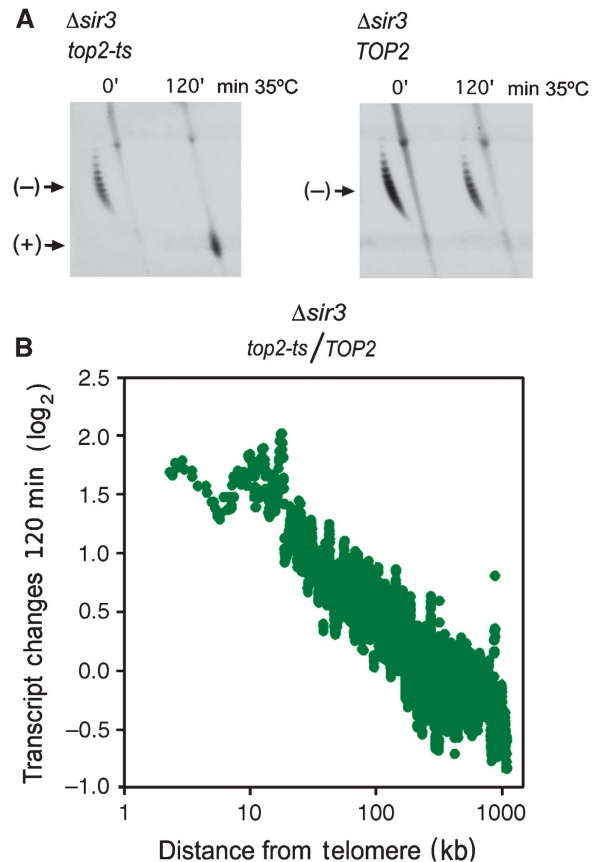 A
Δsir3
top2-ts
0' 120' min 35ºC
(–)
(+)
Δsir3
TOP2
0' 120' min 35ºC
(–)
B
Δsir3
top2-ts/TOP2
Transcript changes 120 min (log2)
2.5
2.0
1.5
1.0
0.5
0.0
–0.5
–1.0
1 10 100 1000
Distance from telomere (kb)